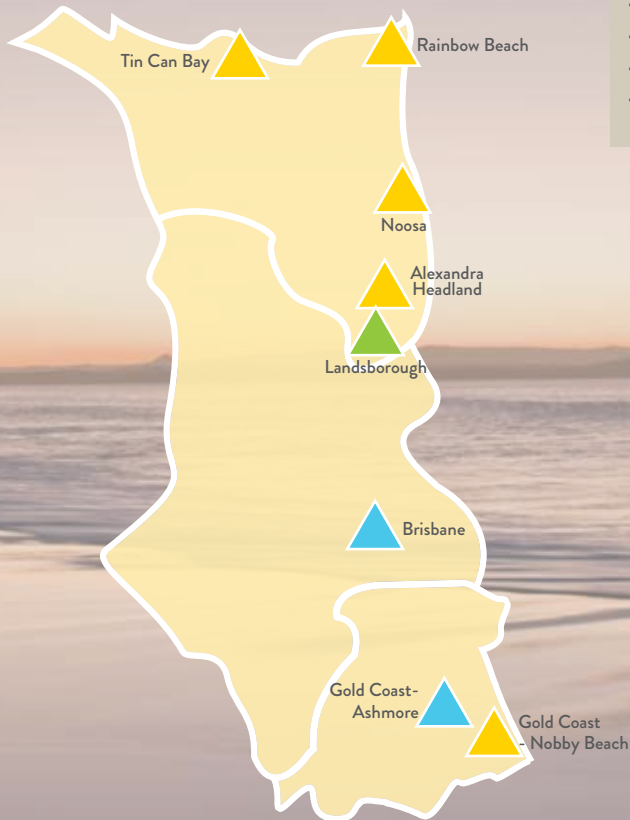 Rainbow Beach
Tin Can Bay
Noosa
Alexandra
Headland
Landsborough
Brisbane
Gold Coast-
Ashmore
Gold Coast
- Nobby Beach